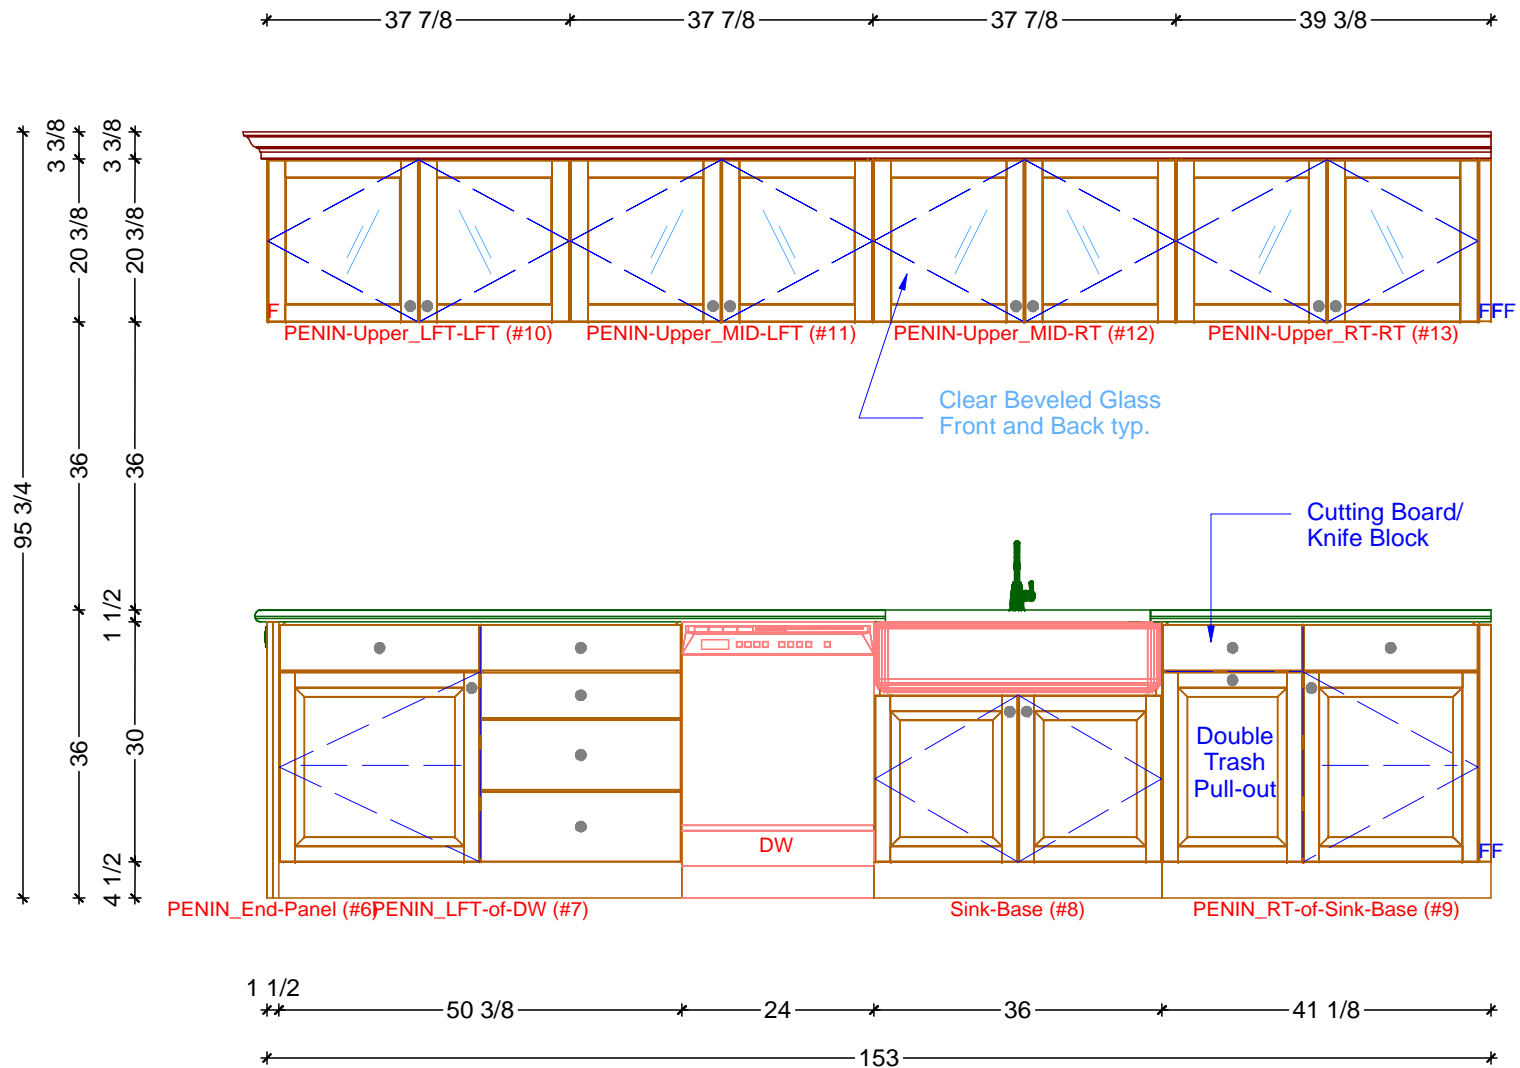 37 7/8 37 7/8 37 7/8 39 3/8
3 3/8 3 3/8
20 3/8 20 3/8
F FFF
PENIN-Upper_LFT-LFT (#10) PENIN-Upper_MID-LFT (#11) PENIN-Upper_MID-RT (#12) PENIN-Upper_RT-RT (#13)
Clear Beveled Glass
Front and Back typ.
36 36
95 3/4
Cutting Board/
Knife Block
1 1/2
36 30
Double
Trash
Pull-out
DW
FF
4 1/2
PENIN_End-Panel (#6) PENIN_LFT-of-DW (#7) Sink-Base (#8) PENIN_RT-of-Sink-Base (#9)
1 1/2
50 3/8 24 36 41 1/8
153